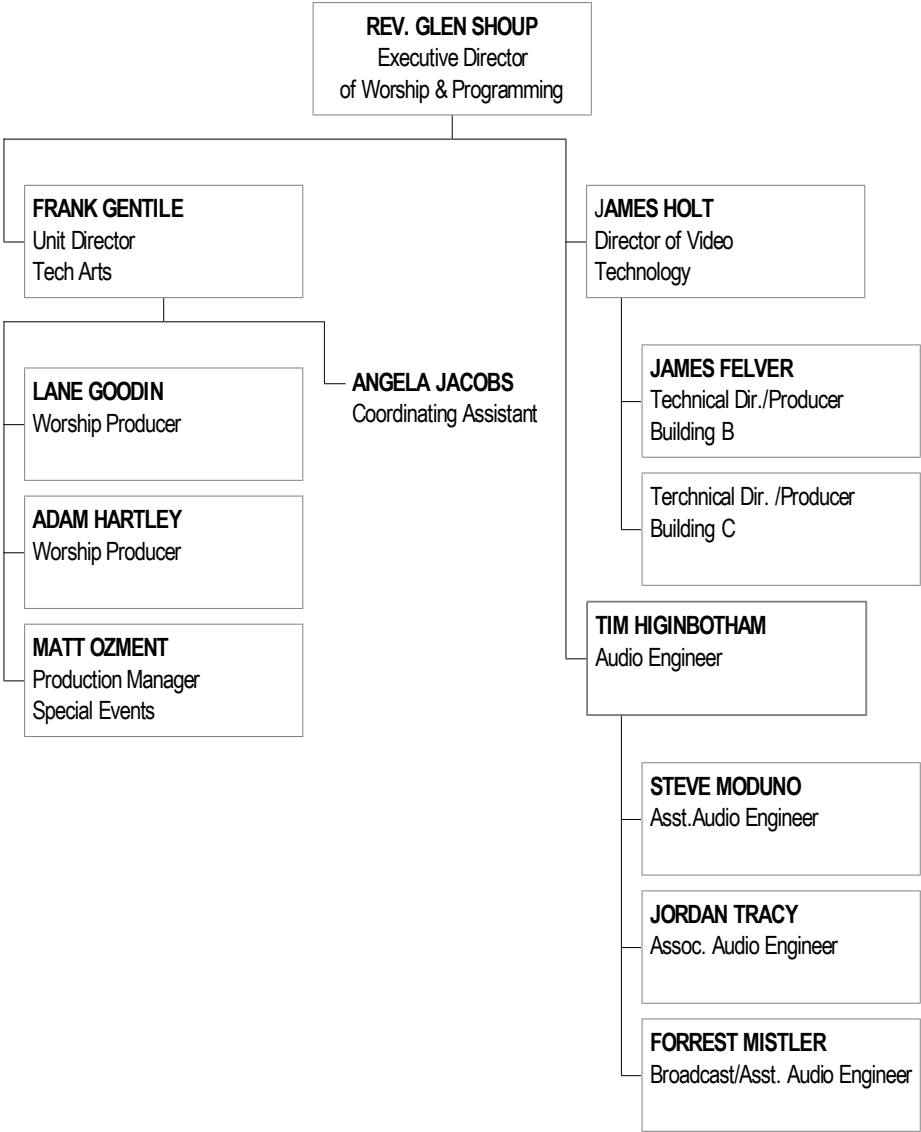 REV. GLEN SHOUP
Executive Director
of Worship & Programming
FRANK GENTILE
Unit Director
Tech Arts
LANE GOODIN
Worship Producer
ANGELA JACOBS
Coordinating Assistant
ADAM HARTLEY
Worship Producer
MATT OZMENT
Production Manager
Special Events
JAMES HOLT
Director of Video
Technology
JAMES FELVER
Technical Dir./Producer
Building B
Terchnical Dir. /Producer
Building C
TIM HIGINBOTHAM
Audio Engineer
STEVE MODUNO
Asst.Audio Engineer
JORDAN TRACY
Assoc. Audio Engineer
FORREST MISTLER
Broadcast/Asst. Audio Engineer